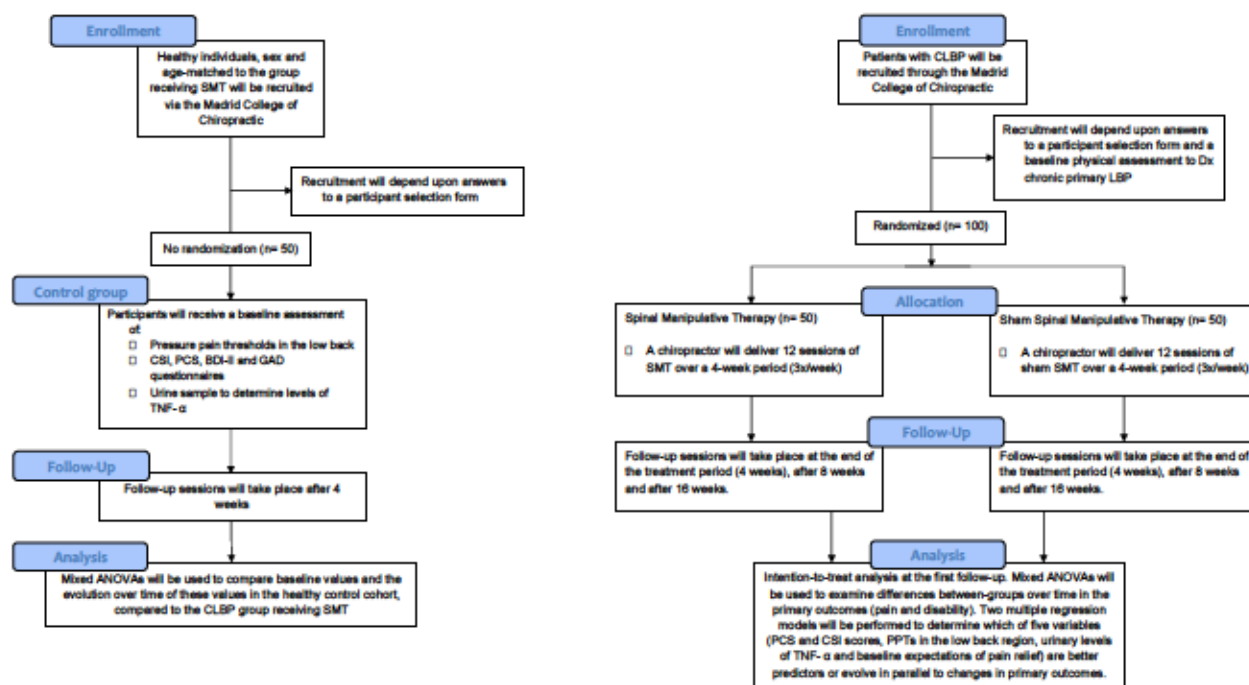 Enrollment
Healthy individuals, sex and
age-matched to the group
receiving SMT will be recruited
via the Madrid College of
Chiropractic
Recruitment will depend upon answers
to a participant selection form
No randomization (n= 50)
Control group
Participants will receive a baseline assessment
of:
Pressure pain thresholds in the low back
CSI, PCS, BDI-II and GAD
questionnaires
Urine sample to determine levels of
TNF- α
Follow-Up
Follow-up sessions will take place after 4
weeks
Analysis
Mixed ANOVAs will be used to compare baseline values and the
evolution over time of these values in the healthy control cohort,
compared to the CLBP group receiving SMT
Enrollment
Patients with CLBP will be
recruited through the Madrid
College of Chiropractic
Recruitment will depend upon answers
to a participant selection form and a
baseline physical assessment to Dx
chronic primary LBP
Randomized (n= 100)
Allocation
Spinal Manipulative Therapy (n= 50)
A chiropractor will deliver 12 sessions of
SMT over a 4-week period (3x/week)
Sham Spinal Manipulative Therapy (n= 50)
A chiropractor will deliver 12 sessions of
sham SMT over a 4-week period (3x/week)
Follow-Up
Follow-up sessions will take place at the end of
the treatment period (4 weeks), after 8 weeks
and after 16 weeks.
Follow-up sessions will take place at the end of
the treatment period (4 weeks), after 8 weeks
and after 16 weeks.
Analysis
Intention-to-treat analysis at the first follow-up. Mixed ANOVAs will
be used to examine differences between-groups over time in the
primary outcomes (pain and disability). Two multiple regression
models will be performed to determine which of five variables
(PCS and CSI scores, PPTs in the low back region, urinary levels
of TNF- α and baseline expectations of pain relief) are better
predictors or evolve in parallel to changes in primary outcomes.